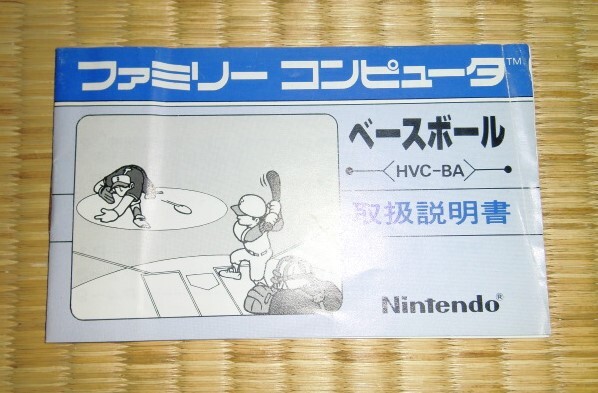 ファミリー コンピュータ™
ベースボール
HVC-BA
取扱説明書
Nintendo®